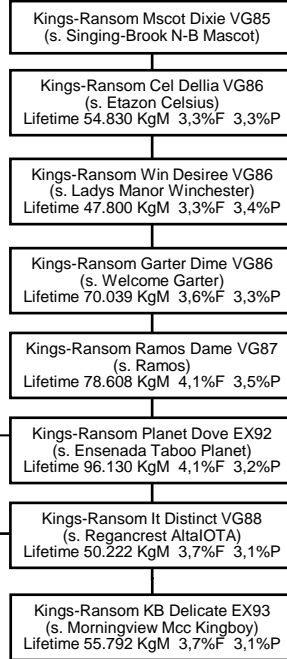 Kings-Ransom Mscot Dixie VG85
(s. Singing-Brook N-B Mascot)
Kings-Ransom Cel Dellia VG86
(s. Etazon Celsius)
Lifetime 54.830 KgM 3,3%F 3,3%P
Kings-Ransom Win Desiree VG86
(s. Ladys Manor Winchester)
Lifetime 47.800 KgM 3,3%F 3,4%P
Kings-Ransom Garter Dime VG86
(s. Welcome Garter)
Lifetime 70.039 KgM 3,6%F 3,3%P
Kings-Ransom Ramos Dame VG87
(s. Ramos)
Lifetime 78.608 KgM 4,1%F 3,5%P
Kings-Ransom Planet Dove EX92
(s. Ensenada Taboo Planet)
Lifetime 96.130 KgM 4,1%F 3,2%P
Kings-Ransom It Distinct VG88
(s. Regancrest AltaIOTA)
Lifetime 50.222 KgM 3,7%F 3,1%P
Kings-Ransom KB Delicate EX93
(s. Morningview Mcc Kingboy)
Lifetime 55.792 KgM 3,7%F 3,1%P